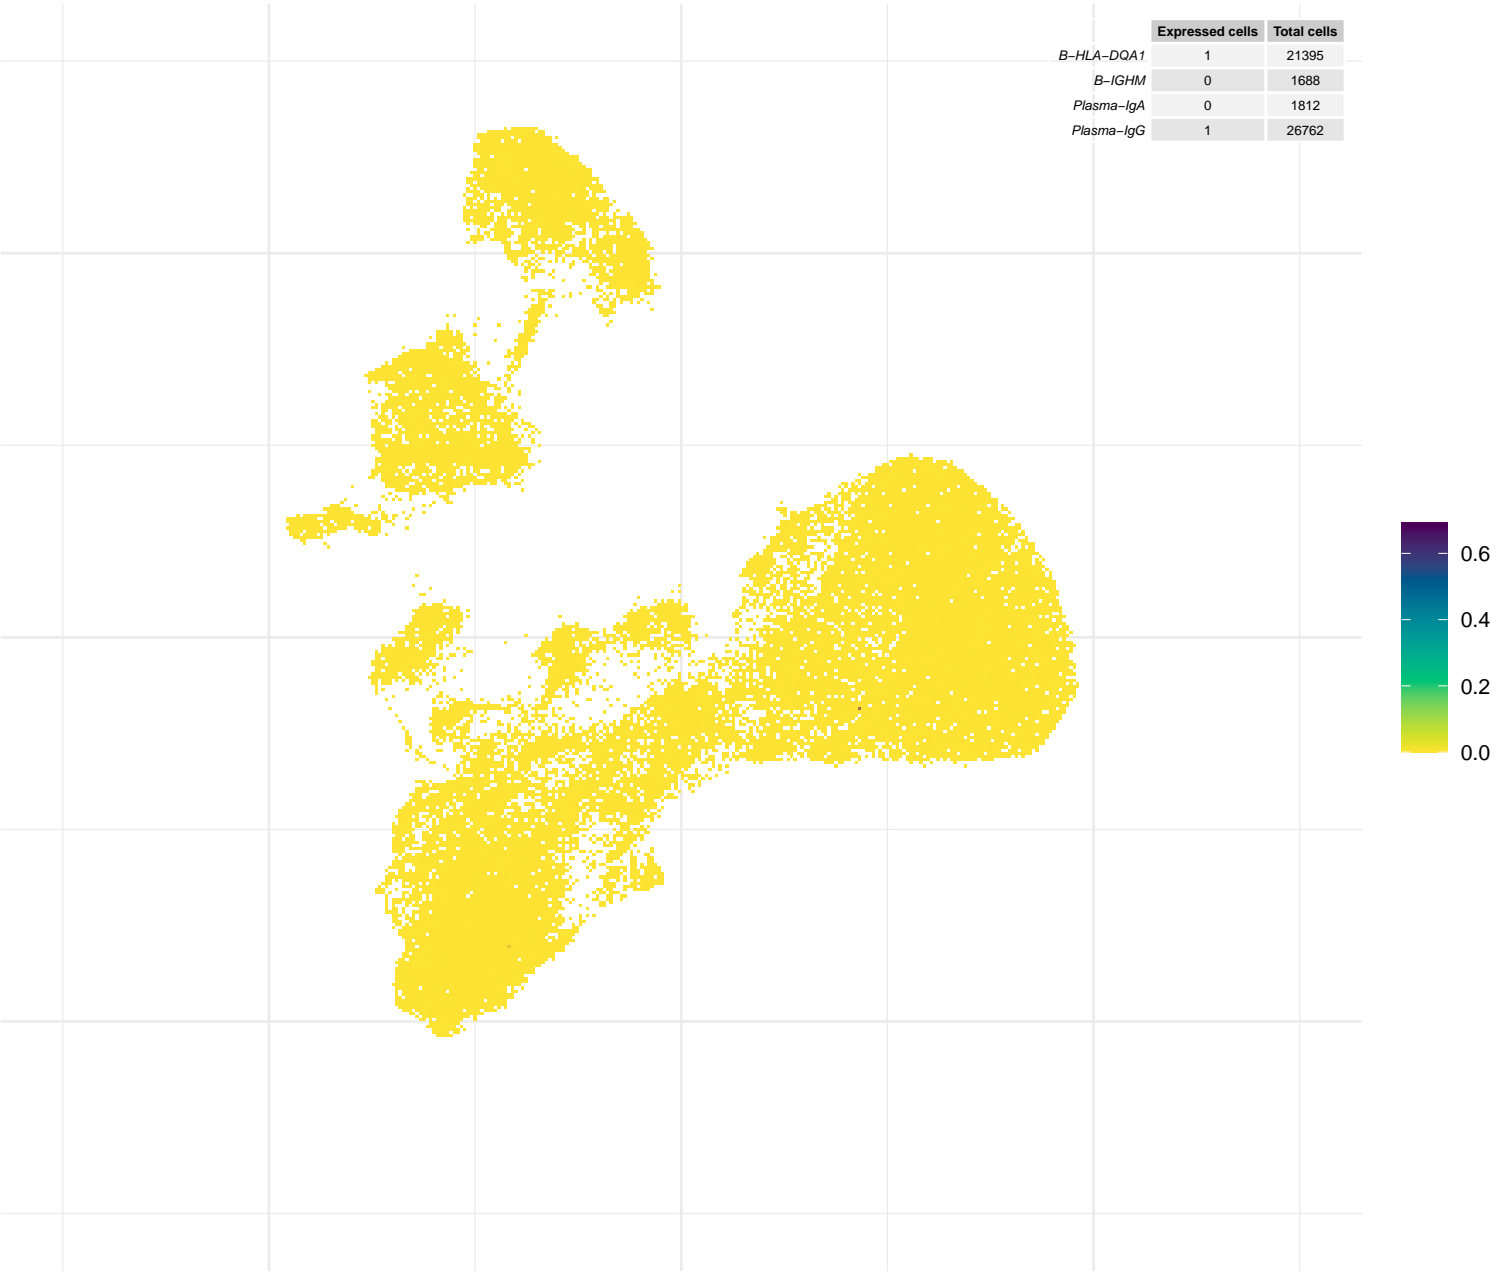 Expressed cells Total cells
B−HLA−DQA1 1 21395
B−IGHM 0 1688
Plasma−IgA 0 1812
Plasma−IgG 1 26762
0.6
0.4
0.2
0.0